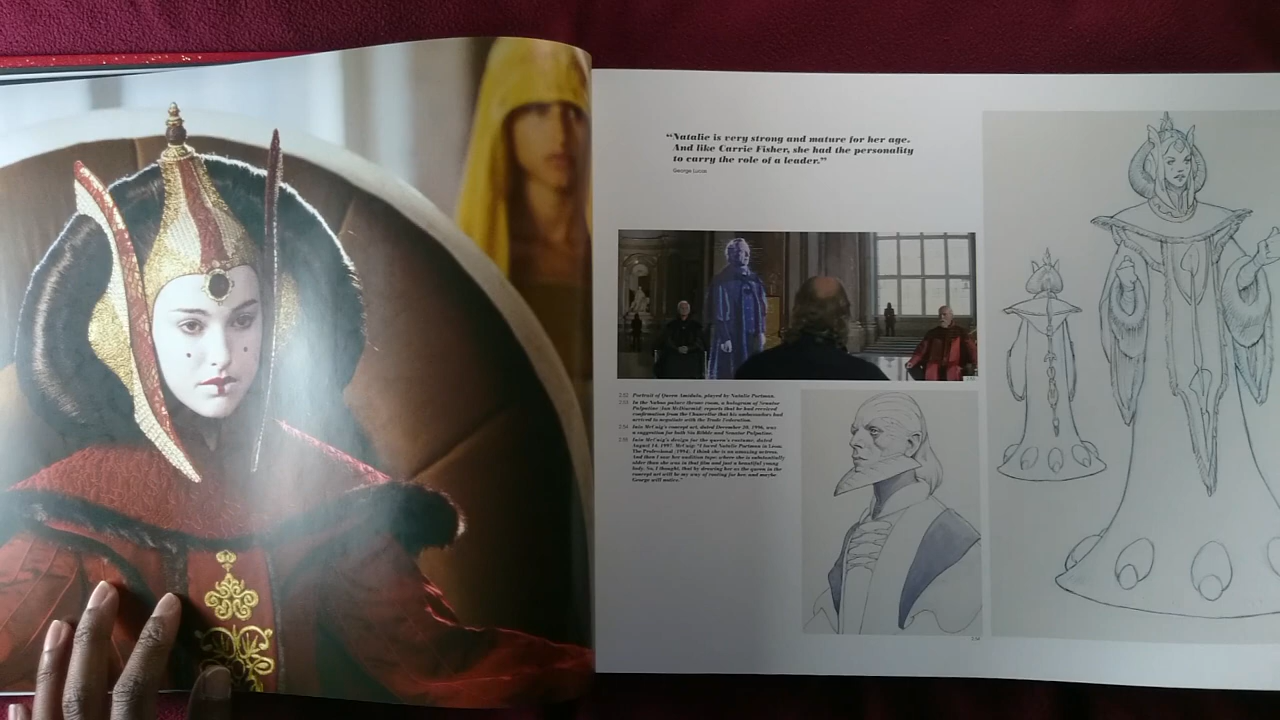 “Natalie is very strong and mature for her age.
And like Carrie Fisher, she had the personality
to carry the role of a leader.”
George Lucas
2.52 Portrait of Queen Amidala, played by Natalie Portman.
2.53 In the Naboo palace throne room, a hologram of Senator
Palpatine (Ian McDiarmid) reports that he had received
confirmation from the Chancellor that his ambassadors had
arrived to negotiate with the Trade Federation.
2.54 Iain McCaig's concept art, dated December 20, 1996, was
a suggestion for both Sio Bibble and Senator Palpatine.
2.55 Iain McCaig's design for the queen's costume, dated
August 14, 1997. McCaig: "I loved Natalie Portman in Leon:
The Professional (1994). I think she is an amazing actress.
And then I saw her audition tape where she is substantially
older than she was in that film and just a beautiful young
lady. So, I thought, that by drawing her as the queen in the
concept art will be my way of rooting for her, and maybe
George will notice."
2.53
2.54